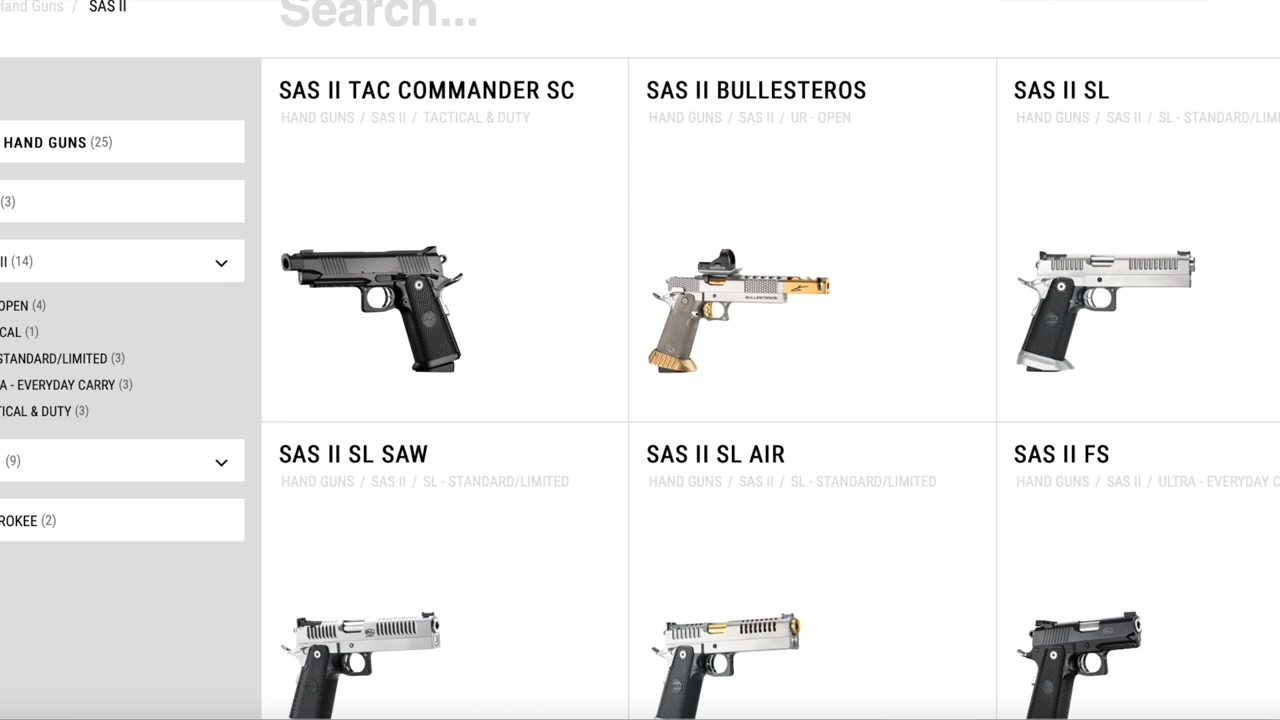 Hand Guns / SAS II
Search...
HAND GUNS (25)
(3)
II (14)
OPEN (4)
CAL (1)
STANDARD/LIMITED (3)
A - EVERYDAY CARRY (3)
TICAL & DUTY (3)
(9)
ROKEE (2)
SAS II TAC COMMANDER SC
HAND GUNS / SAS II / TACTICAL & DUTY
SAS II BULLESTEROS
HAND GUNS / SAS II / UR - OPEN
BULLESTEROS
SAS II SL
HAND GUNS / SAS II / SL - STANDARD/LIM
SAS II SL SAW
HAND GUNS / SAS II / SL - STANDARD/LIMITED
SAS II SL AIR
HAND GUNS / SAS II / SL - STANDARD/LIMITED
SAS II FS
HAND GUNS / SAS II / ULTRA - EVERYDAY C